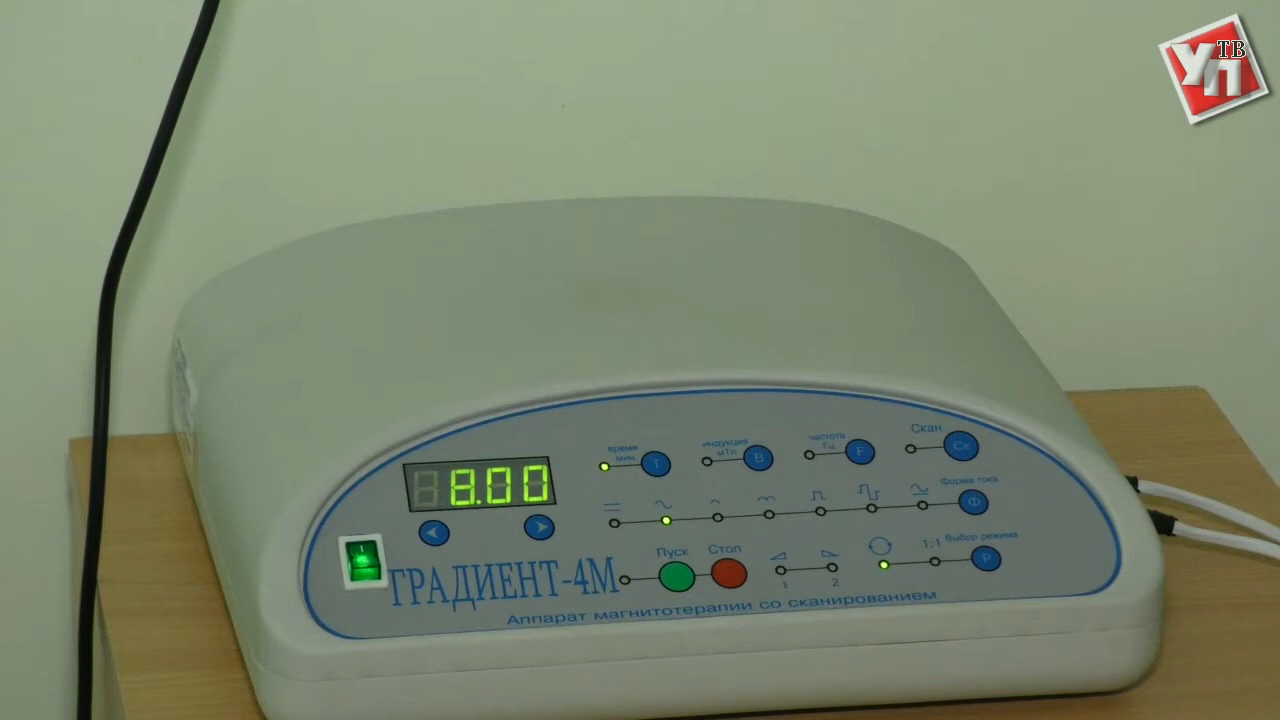 ТВ
УП
время
мин.
Т
индукция
мТл
В
частота
Гц.
F
Скан
Ск
8.00
Форма тока
Ф
Пуск
Стоп
1
2
1:1
Выбор режима
Р
ГРАДИЕНТ-4М
Аппарат магнитотерапии со сканированием